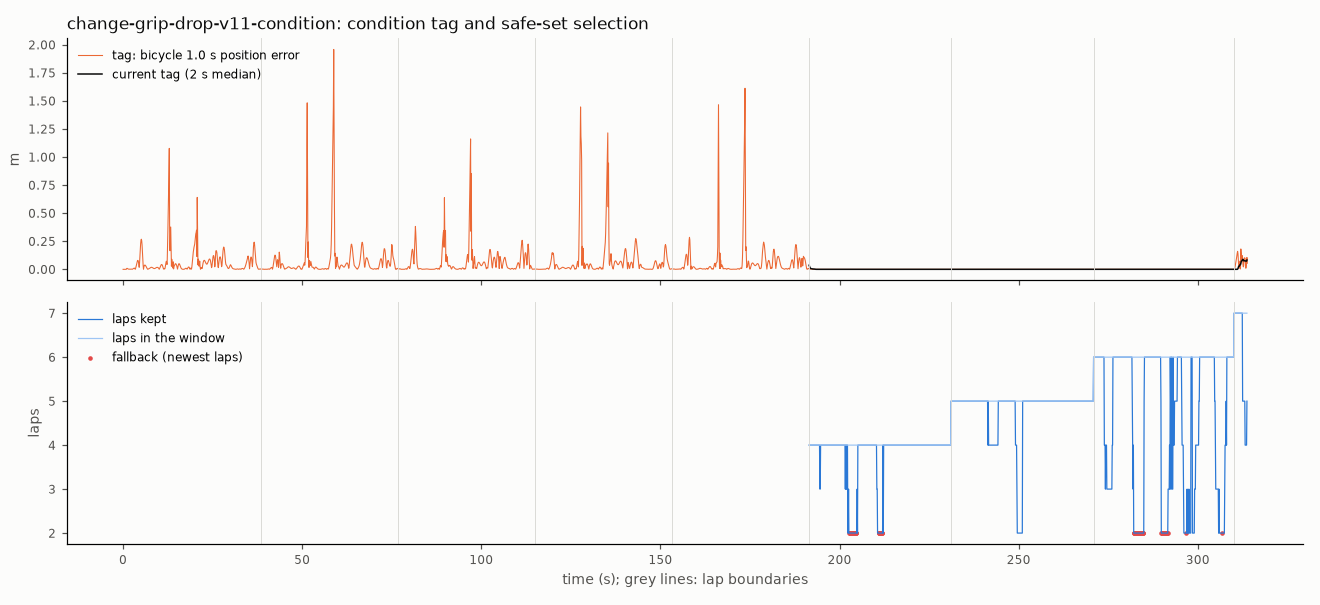 change-grip-drop-v11-condition: condition tag and safe-set selection
2.00
1.75
1.50
1.25
1.00
0.75
0.50
0.25
0.00
m
tag: bicycle 1.0 s position error
current tag (2 s median)
7
6
5
4
3
2
laps
laps kept
laps in the window
fallback (newest laps)
0 50 100 150 200 250 300
time (s); grey lines: lap boundaries